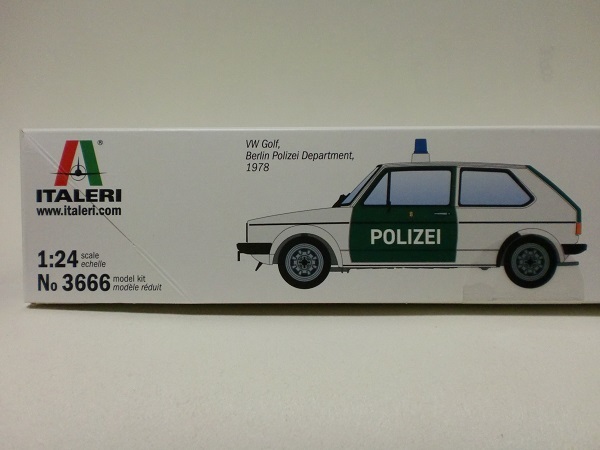 ITALERI®
www.italeri.com
1:24 scale
echelle
No 3666 model kit
modèle réduit
VW Golf,
Berlin Polizei Department,
1978
POLIZEI